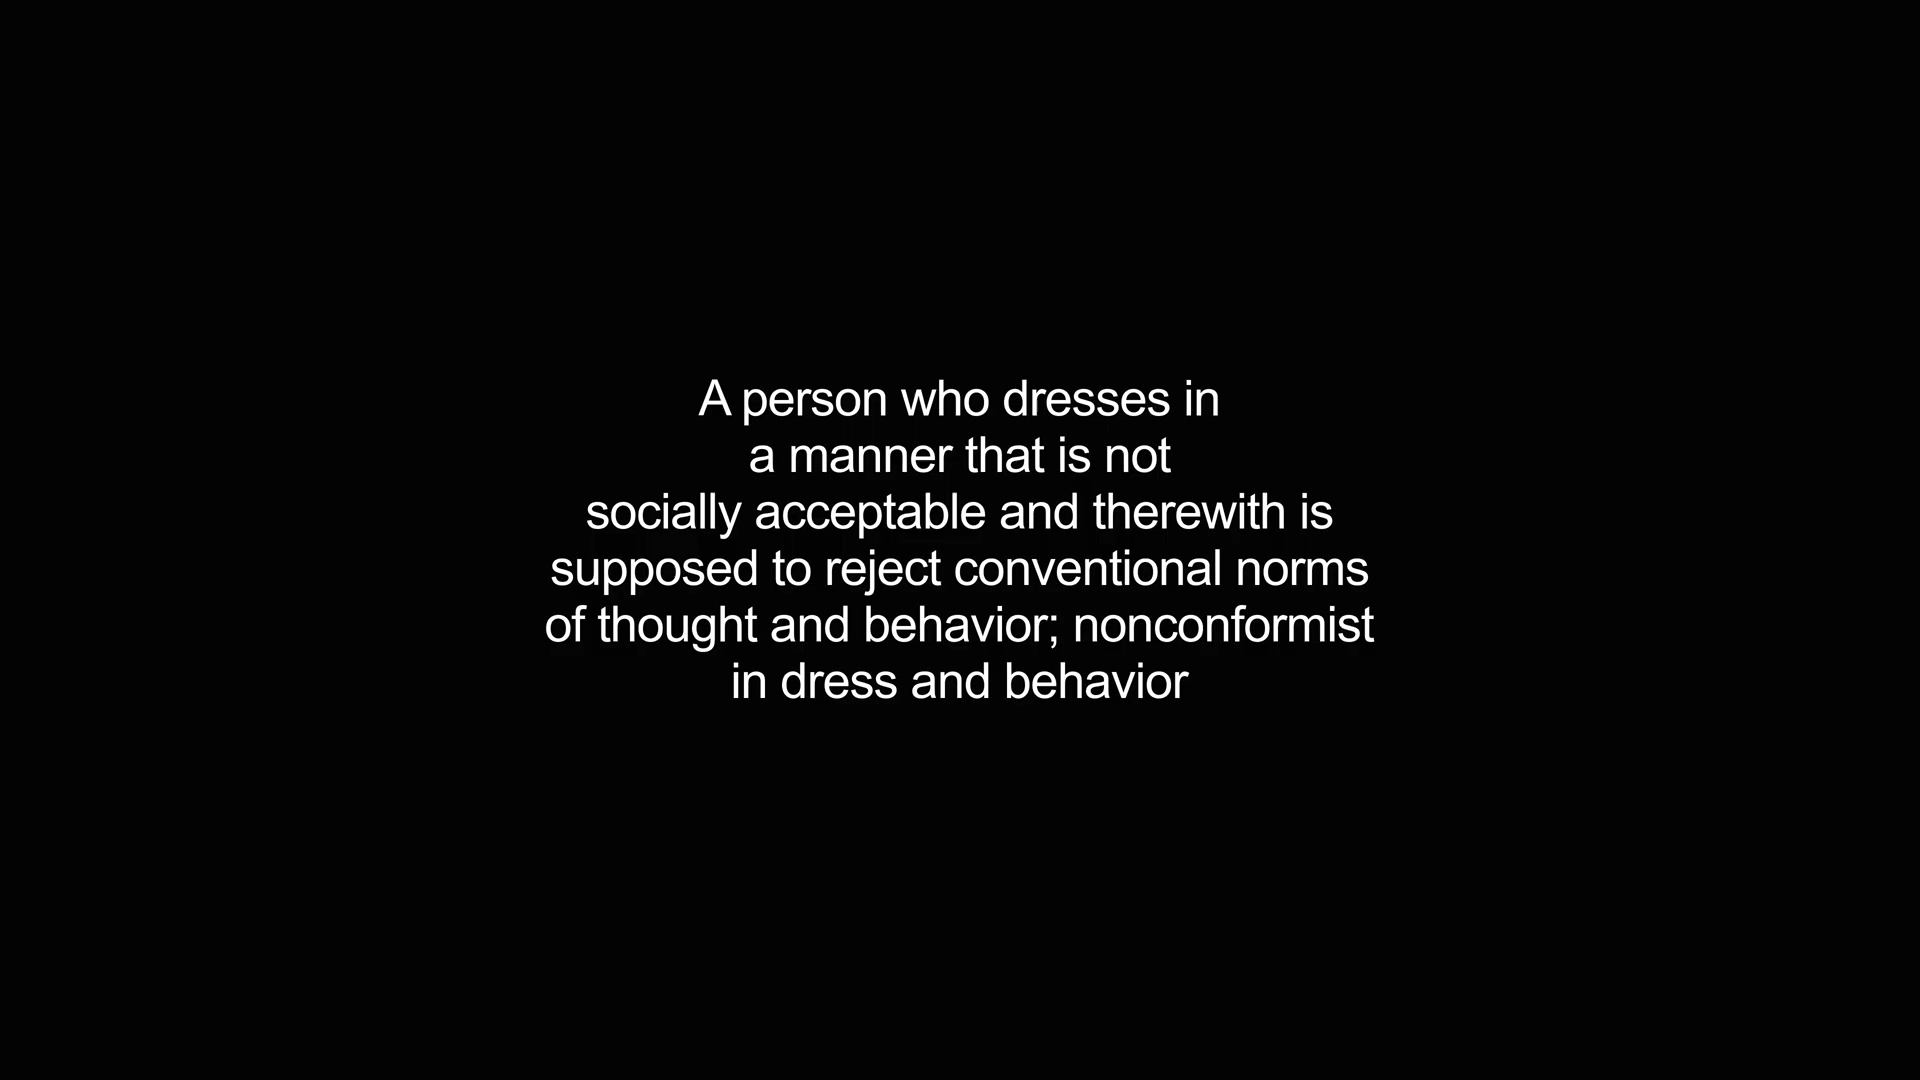 A person who dresses in
a manner that is not
socially acceptable and therewith is
supposed to reject conventional norms
of thought and behavior; nonconformist
in dress and behavior